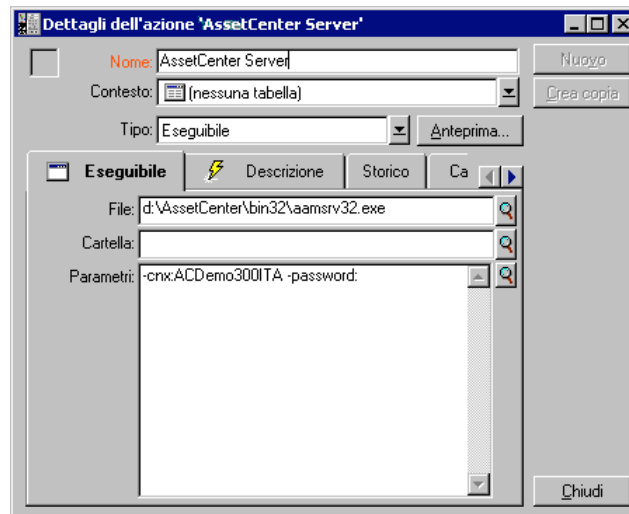 Dettagli dell'azione 'AssetCenter Server'
Nome: AssetCenter Server
Nuovo
Contesto: (nessuna tabella)
Crea copia
Tipo: Eseguibile
Anteprima...
Eseguibile Descrizione Storico Ca
File: d:\AssetCenter\bin32\aamsrv32.exe
Cartella:
Parametri: -cnx:ACDemo300ITA -password:
Chiudi